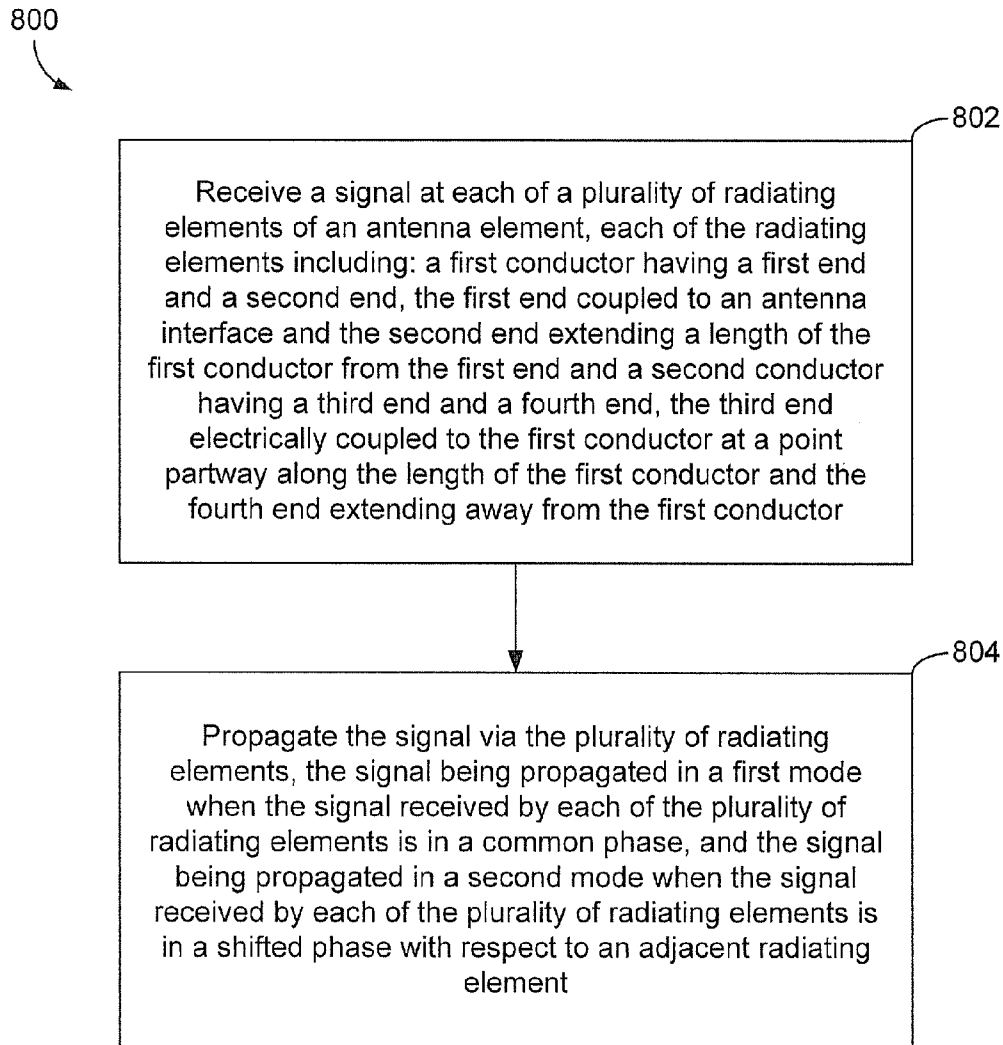 800
802
Receive a signal at each of a plurality of radiating
elements of an antenna element, each of the radiating
elements including: a first conductor having a first end
and a second end, the first end coupled to an antenna
interface and the second end extending a length of the
first conductor from the first end and a second conductor
having a third end and a fourth end, the third end
electrically coupled to the first conductor at a point
partway along the length of the first conductor and the
fourth end extending away from the first conductor
804
Propagate the signal via the plurality of radiating
elements, the signal being propagated in a first mode
when the signal received by each of the plurality of
radiating elements is in a common phase, and the signal
being propagated in a second mode when the signal
received by each of the plurality of radiating elements is
in a shifted phase with respect to an adjacent radiating
element